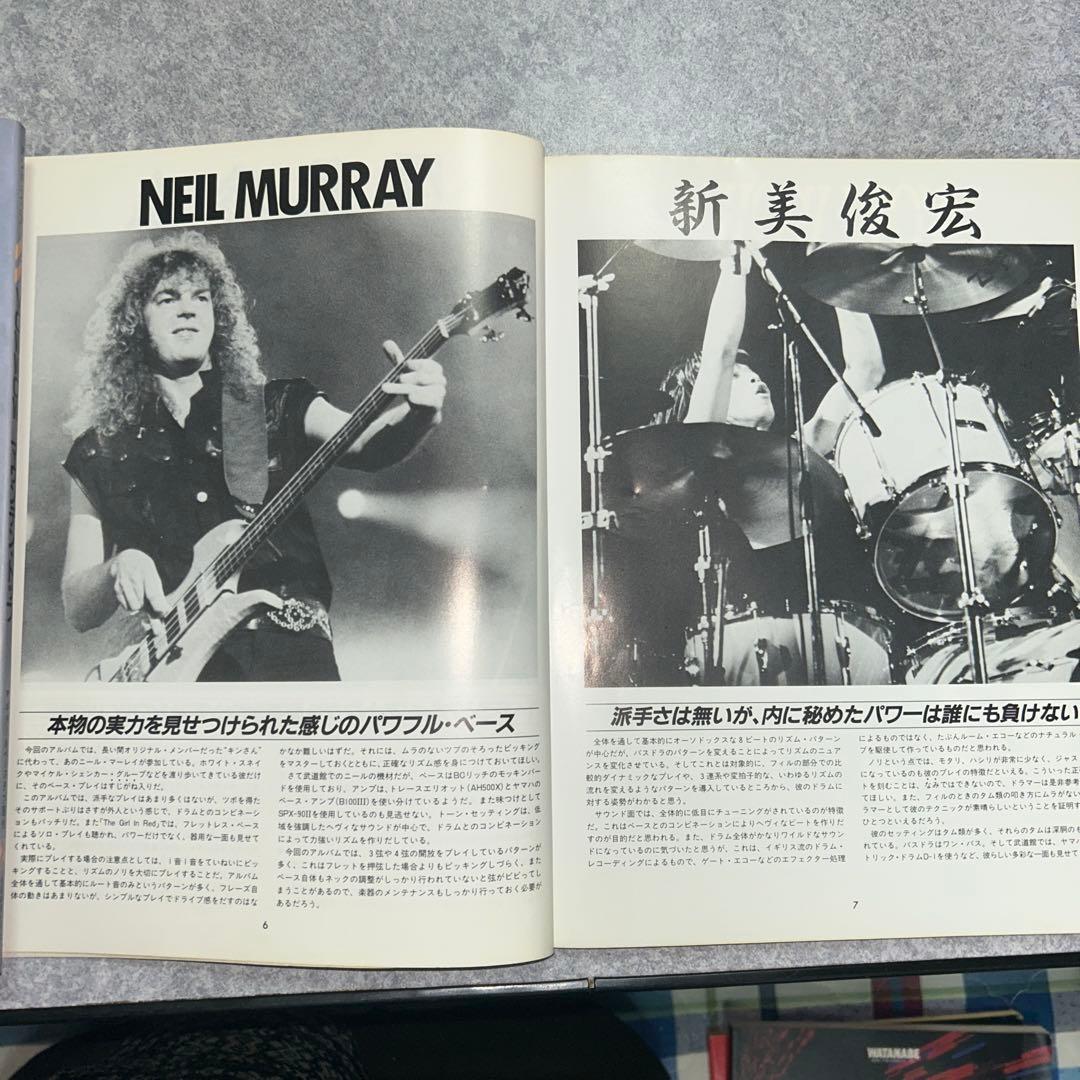 NEIL MURRAY
本物の実力を見せつけられた感じのパワフル・ベース
今回のアルバムでは、長い間オリジナル・メンバーだった“キンさん”
に代わって、あのニール・マーレイが参加している。ホワイト・スネイ
クやマイケル・シェンカー・グループなどを渡り歩いてきている彼だけ
に、そのベース・プレイはすじがね入りだ。
このアルバムでは、派手なプレイはあまり多くはないが、ツボを得た
そのサポートぶりはさすが外人という感じで、ドラムとのコンビネーシ
ョンもバッチリだ。また「The Girl In Red」では、フレットレス・ベース
によるソロ・プレイも聴かれ、パワーだけでなく、器用な一面も見せて
くれている。
実際にプレイする場合の注意点としては、1音1音をていねいにピッ
キングすることと、リズムのノリを大切にプレイすることだ。アルバム
全体を通して基本的にルート音のみというパターンが多く、フレーズ自
体の動きはあまりないが、シンプルなプレイでドライブ感をだすのはな
かなか難しいはずだ。それには、ムラのないツブのそろったピッキング
をマスターしておくとともに、正確なリズム感を身につけておいてほしい。
さて武道館でのニールの機材だが、ベースはBCリッチのモッキンバー
ドを使用しており、アンプは、トレースエリオット(AH500X)とヤマハの
ベース・アンプ(B100III)を使い分けているようだ。また味つけとして
SPX-90IIを使用しているのも見逃せない。トーン・セッティングは、低
域を強調したヘヴィなサウンドが中心で、ドラムとのコンビネーション
によって力強いリズムを作りだしている。
今回のアルバムでは、3弦や4弦の開放をプレイしているパターンが
多く、これはフレットを押弦した場合よりもピッキングしづらく、また
ベース自体もネックの調整がしっかり行われていないと弦がビビッてし
まうことがあるので、楽器のメンテナンスもしっかり行っておく必要が
あるだろう。
6
新美俊宏
派手さは無いが、内に秘めたパワーは誰にも負けない
全体を通して基本的にオーソドックスな8ビートのリズム・パターン
が中心だが、バスドラのパターンを変えることによってリズムのニュア
ンスを変化させている。そしてこれとは対象的に、フィルの部分での比
較的ダイナミックなプレイや、3連系や変拍子的な、いわゆるリズムの
流れを変えるようなパターンを導入しているところから、彼のドラムに
対する姿勢がわかると思う。
サウンド面では、全体的に低目にチューニングがされているのが特徴
だ。これはベースとのコンビネーションによりヘヴィなビートを作りだ
すのが目的だと思われる。また、ドラム全体がかなりワイルドなサウン
ドになっているのに気づいたと思うが、これは、イギリス流のドラム・
レコーディングによるもので、ゲート・エコーなどのエフェクター処理
によるものではなく、たぶんルーム・エコーなどのナチュラル・
プを駆使して作っているものだと思われる。
ノリという点では、モタリ、ハシリが非常に少なく、ジャス
になっているのも彼のプレイの特徴だといえる。こういった正
トを刻むことは、なみではできないので、ドラマーは是非参考
てほしい。また、フィルのときのタム類の叩き方にムラがない
ラマーとして彼のテクニックが素晴らしいということを証明す
ひとつといえるだろう。
彼のセッティングはタム類が多く、それらのタムは深胴のも
れている。バスドラはワン・バス。そして武道館では、ヤマハ
トリック・ドラムD-1を使うなど、彼らしい多彩な一面も見せて
7
WATANABE